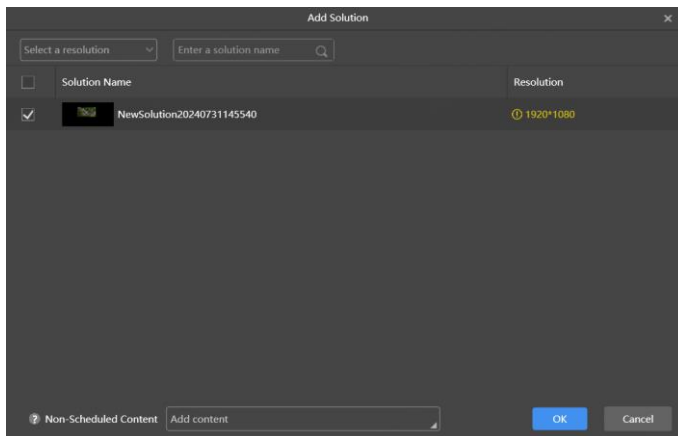 Add Solution
Select a resolution
Enter a solution name
Solution Name Resolution
NewSolution20240731145540 1920*1080
Non-Scheduled Content Add content OK Cancel